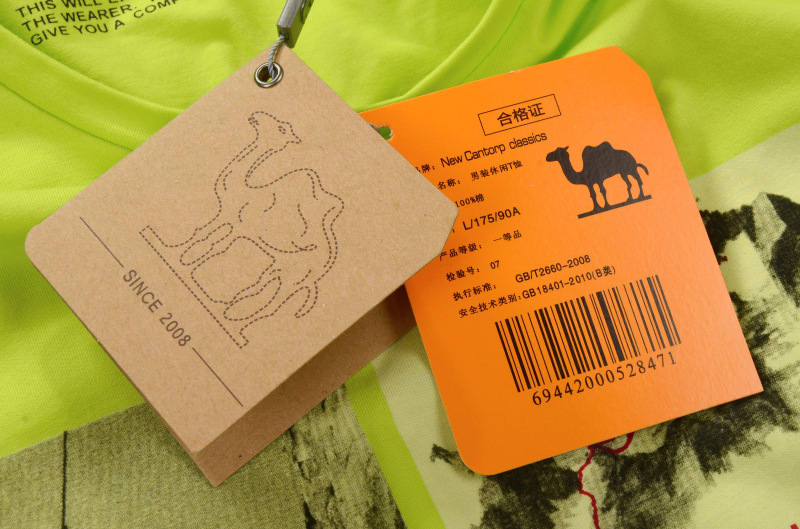 THIS WILL
THE WEARER.
GIVE YOU A COMP
SINCE 2008
合格证
牌: New Cantorp classics
名称: 男装休闲T恤
100%棉
: L/175/90A
产品等级: 一等品
检验号: 07
执行标准: GB/T2660-2008
安全技术类别:GB18401-2010(B类)
69442000528471